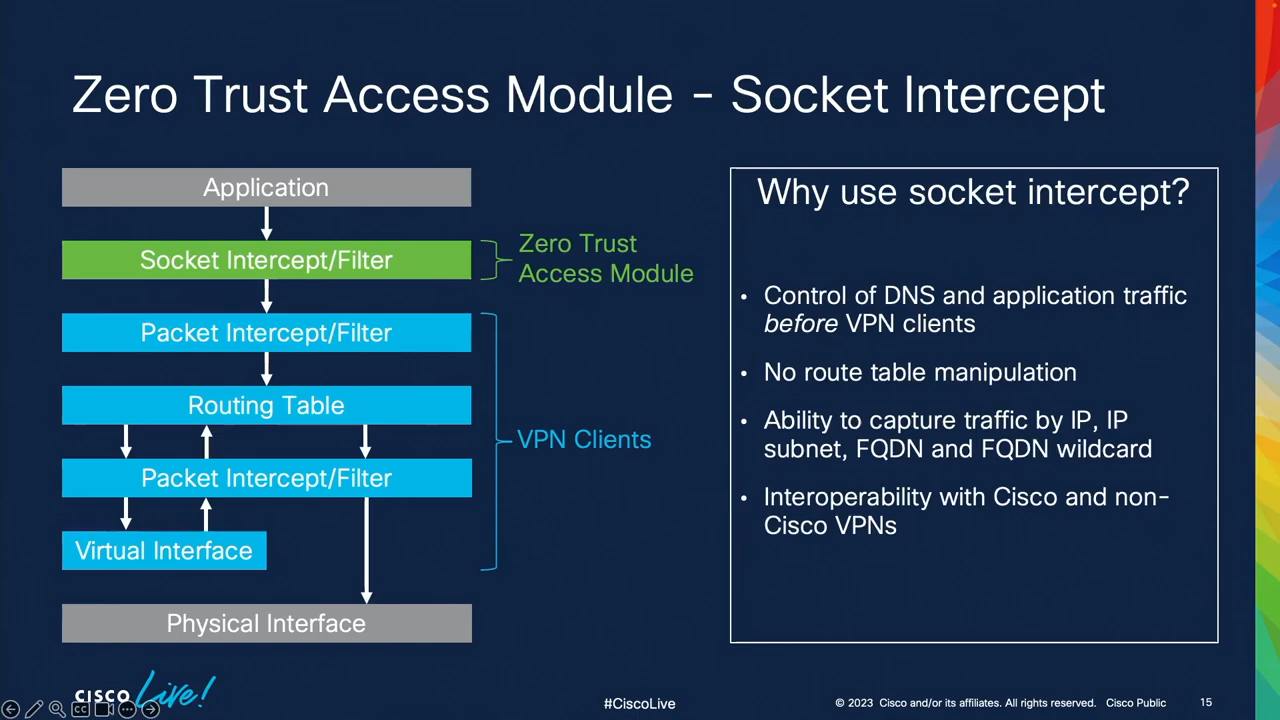 Zero Trust Access Module - Socket Intercept
Application
Socket Intercept/Filter
Zero Trust
Access Module
Packet Intercept/Filter
Routing Table
VPN Clients
Packet Intercept/Filter
Virtual Interface
Physical Interface
Why use socket intercept?
• Control of DNS and application traffic
before VPN clients
• No route table manipulation
• Ability to capture traffic by IP, IP
subnet, FQDN and FQDN wildcard
• Interoperability with Cisco and non-
Cisco VPNs
CISCO Live!
CC
#CiscoLive
© 2023 Cisco and/or its affiliates. All rights reserved. Cisco Public
15